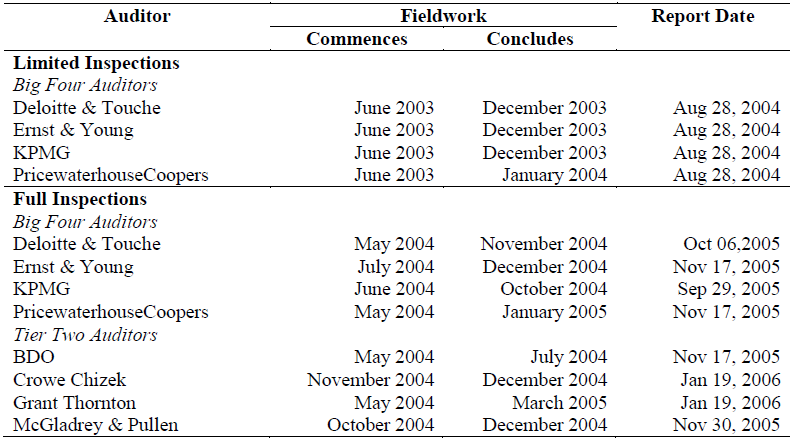 Auditor Fieldwork Report Date
Commences Concludes
Limited Inspections
Big Four Auditors
Deloitte & Touche June 2003 December 2003 Aug 28, 2004
Ernst & Young June 2003 December 2003 Aug 28, 2004
KPMG June 2003 December 2003 Aug 28, 2004
PricewaterhouseCoopers June 2003 January 2004 Aug 28, 2004
Full Inspections
Big Four Auditors
Deloitte & Touche May 2004 November 2004 Oct 06,2005
Ernst & Young July 2004 December 2004 Nov 17, 2005
KPMG June 2004 October 2004 Sep 29, 2005
PricewaterhouseCoopers May 2004 January 2005 Nov 17, 2005
Tier Two Auditors
BDO May 2004 July 2004 Nov 17, 2005
Crowe Chizek November 2004 December 2004 Jan 19, 2006
Grant Thornton May 2004 March 2005 Jan 19, 2006
McGladrey & Pullen October 2004 December 2004 Nov 30, 2005